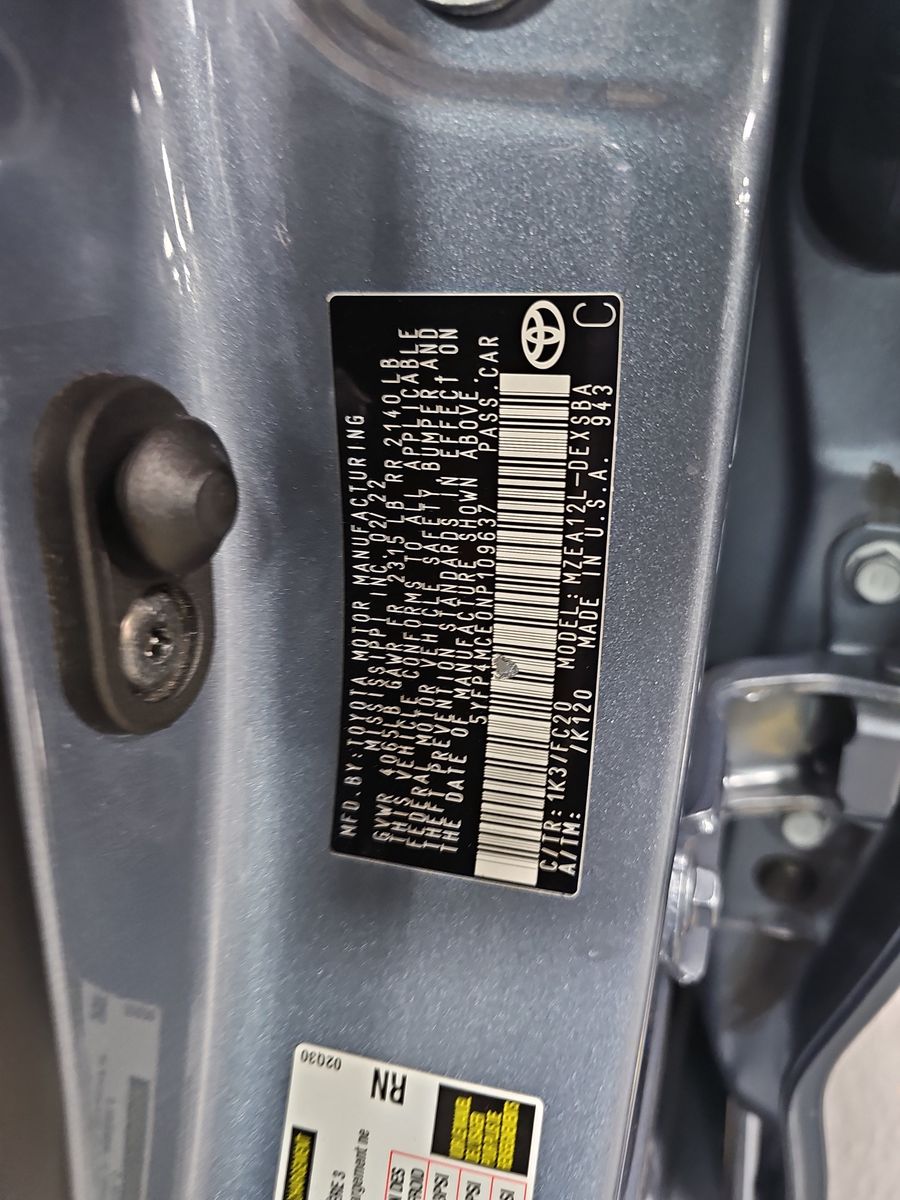 MFD.BY:TOYOTA MOTOR MANUFACTURING
MISSISSIPPI INC.02/22
GVWR 4065LB GAWR FR 2315 LB RR 2140LB
THIS VEHICLE CONFORMS TO ALL APPLICABLE
FEDERAL MOTOR VEHICLE SAFETY, BUMPER AND
THEFT PREVENTION STANDARDS IN EFFECT ON
THE DATE OF MANUFACTURE SHOWN ABOVE.
5YFP4MCE0NP109637 PASS.CAR
C/TR: 1K3/FC20 MODEL: MZEA12L-DEXSBA
A/TM: /K120 MADE IN U.S.A. 943
C
02030
RN